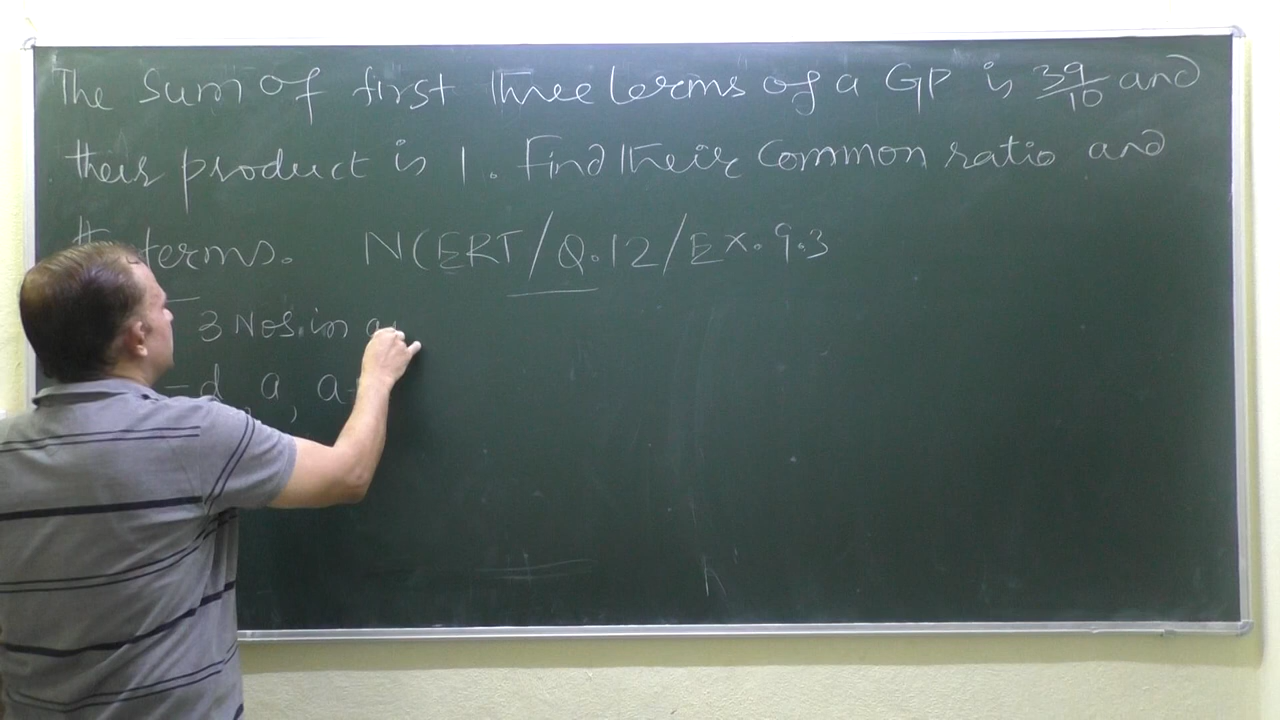 The Sum of first three terms of a GP is 39/10 and
their product is 1. Find their common ratio and
terms. NCERT/Q.12/Ex.9.3
3 Nos. in
-d, a, a